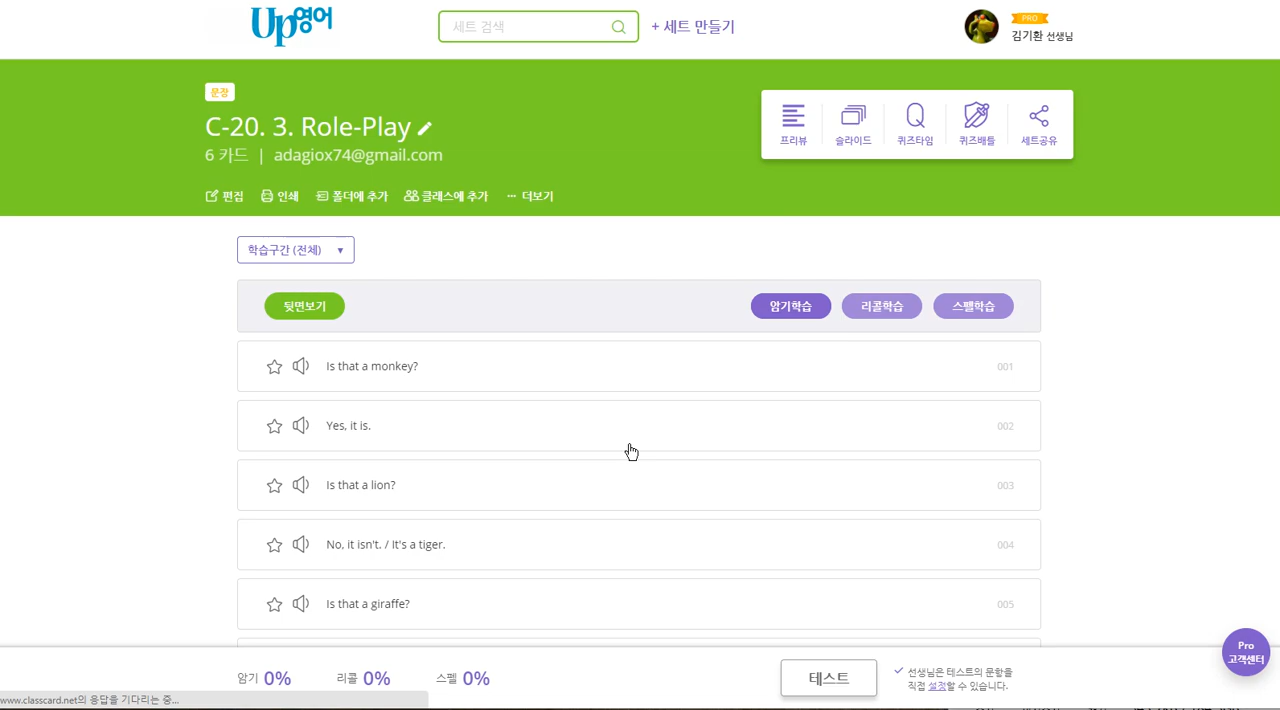 Up영어
세트 검색
+ 세트 만들기
PRO
김기환 선생님
문장
C-20. 3. Role-Play
6 카드 | adagiox74@gmail.com
프리뷰
슬라이드
퀴즈타임
퀴즈배틀
세트공유
편집 인쇄 폴더에 추가 클래스에 추가 ··· 더보기
학습구간 (전체) ▼
뒷면보기
암기학습
리콜학습
스펠학습
Is that a monkey? 001
Yes, it is. 002
Is that a lion? 003
No, it isn't. / It's a tiger. 004
Is that a giraffe? 005
Pro
고객센터
암기 0% 리콜 0% 스펠 0%
테스트
선생님은 테스트의 문항을
직접 설정할 수 있습니다.
www.classcard.net의 응답을 기다리는 중...